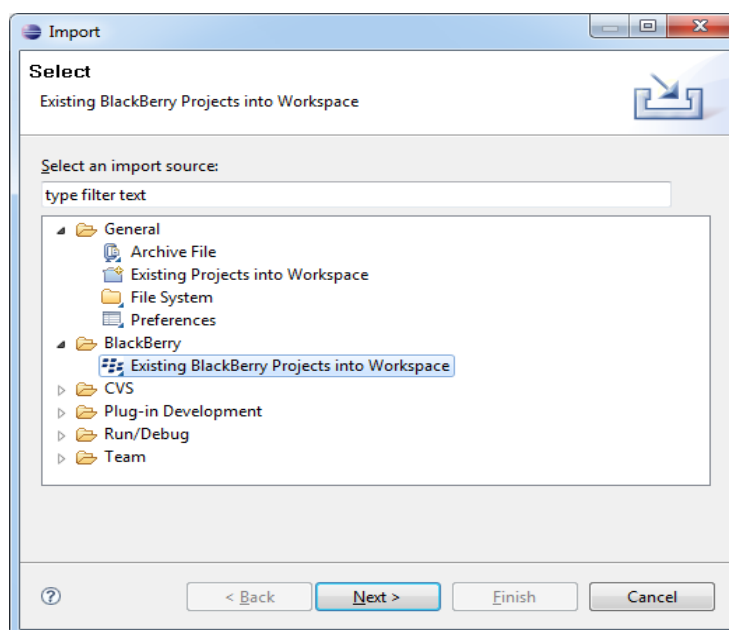 Import
Select
Existing BlackBerry Projects into Workspace
Select an import source:
type filter text
General
Archive File
Existing Projects into Workspace
File System
Preferences
BlackBerry
Existing BlackBerry Projects into Workspace
CVS
Plug-in Development
Run/Debug
Team
? < Back Next > Finish Cancel